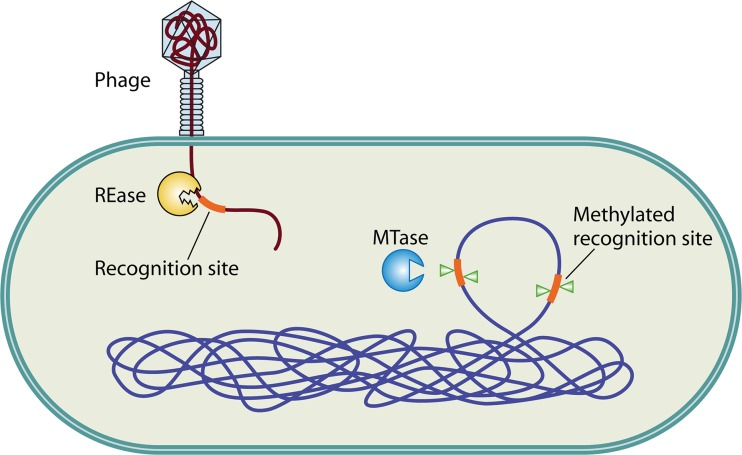 Phage
REase
Recognition site
MTase
Methylated
recognition site